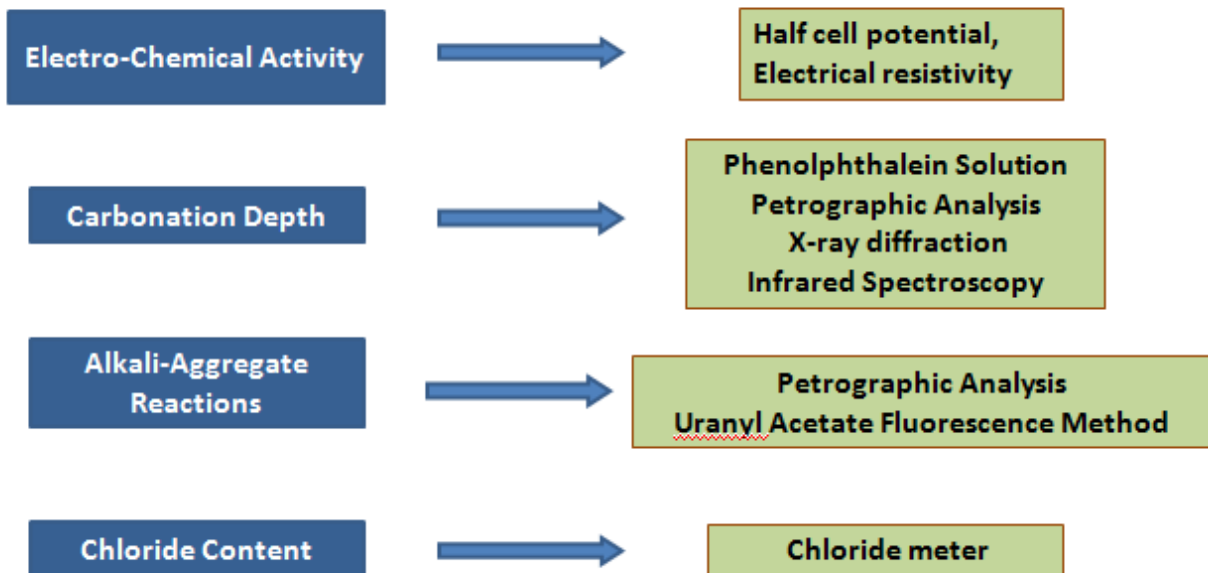 Electro-Chemical Activity
Half cell potential,
Electrical resistivity
Carbonation Depth
Phenolphthalein Solution
Petrographic Analysis
X-ray diffraction
Infrared Spectroscopy
Alkali-Aggregate
Reactions
Petrographic Analysis
Uranyl Acetate Fluorescence Method
Chloride Content
Chloride meter